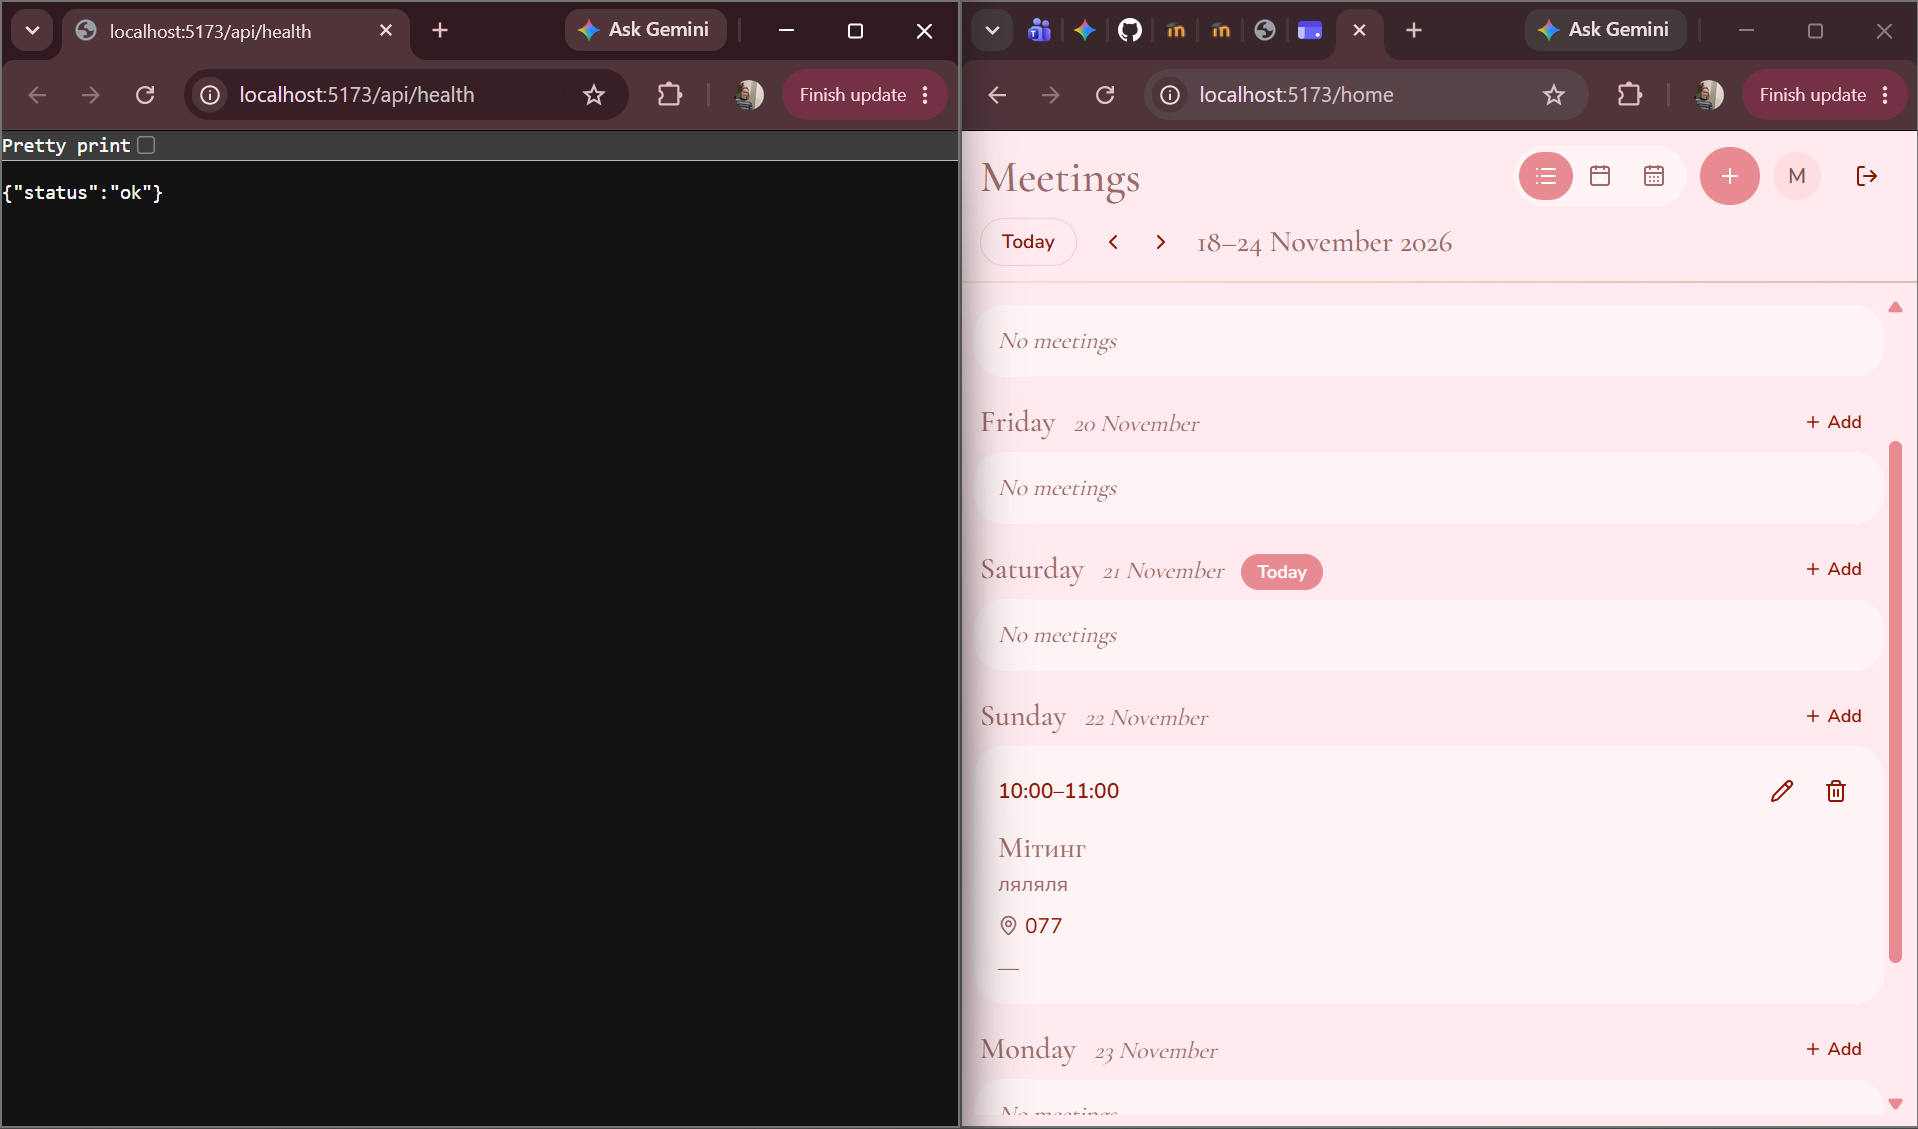 localhost:5173/api/health
Ask Gemini
localhost:5173/api/health
Finish update
Pretty print
{"status":"ok"}
Ask Gemini
localhost:5173/home
Finish update
Meetings
M
Today
18–24 November 2026
No meetings
Friday 20 November
+ Add
No meetings
Saturday 21 November Today
+ Add
No meetings
Sunday 22 November
+ Add
10:00–11:00
Мітинг
ляляля
077
—
Monday 23 November
+ Add
No meetings